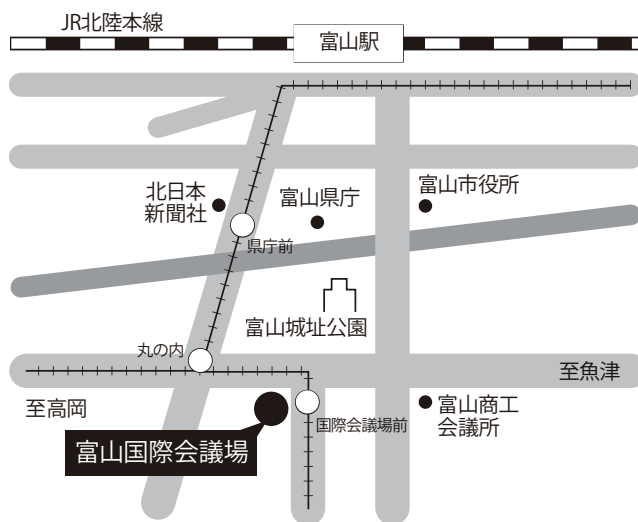 JR北陸本線
富山駅
北日本
新聞社
富山県庁
富山市役所
県庁前
富山城址公園
丸の内
至魚津
至高岡
国際会議場前
富山商工
会議所
富山国際会議場